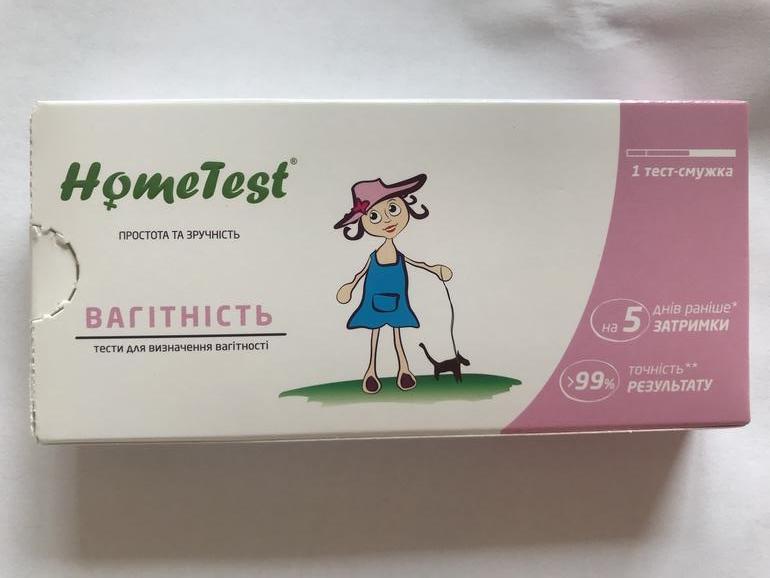 HomeTest®
ПРОСТОТА ТА ЗРУЧНІСТЬ
ВАГІТНІСТЬ
тести для визначення вагітності
1 тест-смужка
на 5 днів раніше*
ЗАТРИМКИ
>99% точність**
РЕЗУЛЬТАТУ